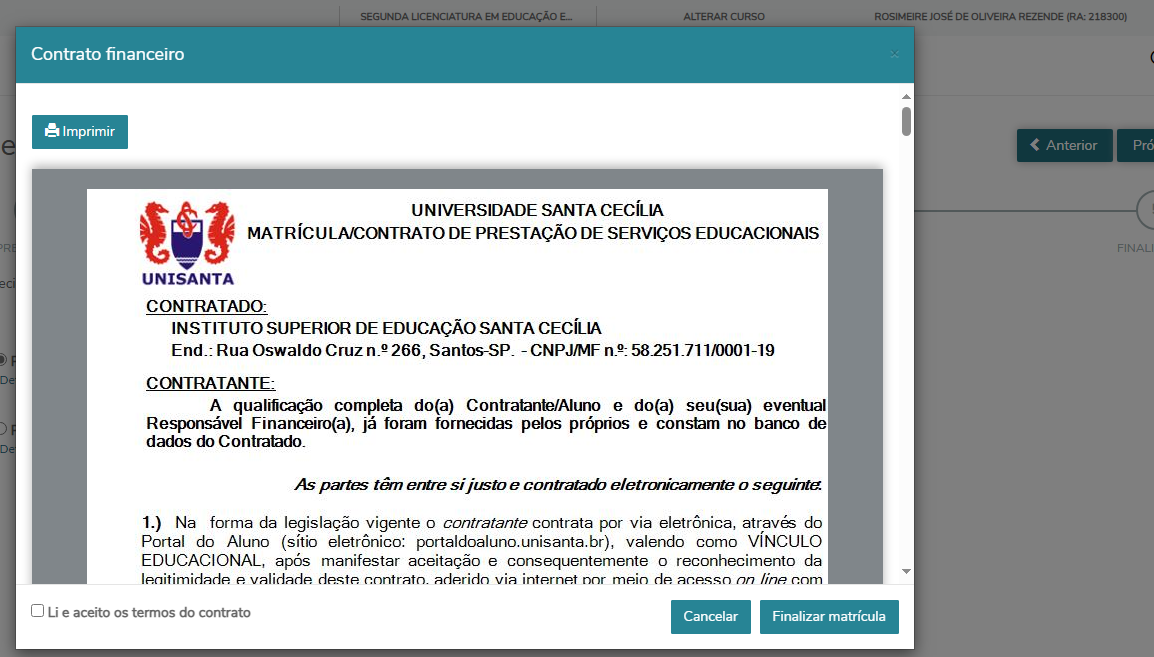 SEGUNDA LICENCIATURA EM EDUCAÇÃO E...
ALTERAR CURSO
ROSIMEIRE JOSÉ DE OLIVEIRA REZENDE (RA: 218300)
Contrato financeiro
×
Imprimir
Anterior
Pró
FINALI
UNISANTA
UNIVERSIDADE SANTA CECÍLIA
MATRÍCULA/CONTRATO DE PRESTAÇÃO DE SERVIÇOS EDUCACIONAIS
CONTRATADO:
INSTITUTO SUPERIOR DE EDUCAÇÃO SANTA CECÍLIA
End.: Rua Oswaldo Cruz n.º 266, Santos-SP. - CNPJ/MF n.º: 58.251.711/0001-19
CONTRATANTE:
A qualificação completa do(a) Contratante/Aluno e do(a) seu(sua) eventual
Responsável Financeiro(a), já foram fornecidas pelos próprios e constam no banco de
dados do Contratado.
As partes têm entre si justo e contratado eletronicamente o seguinte:
1.) Na forma da legislação vigente o contratante contrata por via eletrônica, através do
Portal do Aluno (sítio eletrônico: portaldoaluno.unisanta.br), valendo como VÍNCULO
EDUCACIONAL, após manifestar aceitação e consequentemente o reconhecimento da
legitimidade e validade deste contrato, aderido via internet por meio de acesso on line com
Li e aceito os termos do contrato
Cancelar
Finalizar matrícula